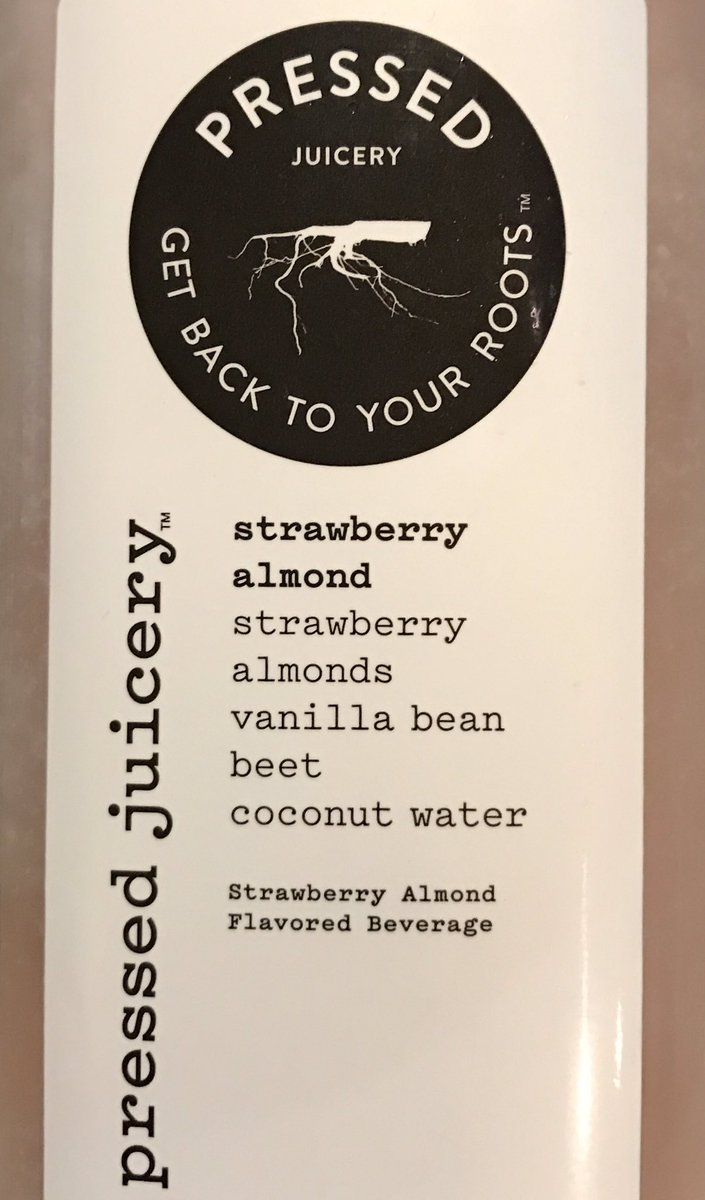 PRESSED
JUICERY
GET BACK TO YOUR ROOTS™
pressed juicery™
strawberry
almond
strawberry
almonds
vanilla bean
beet
coconut water
Strawberry Almond
Flavored Beverage